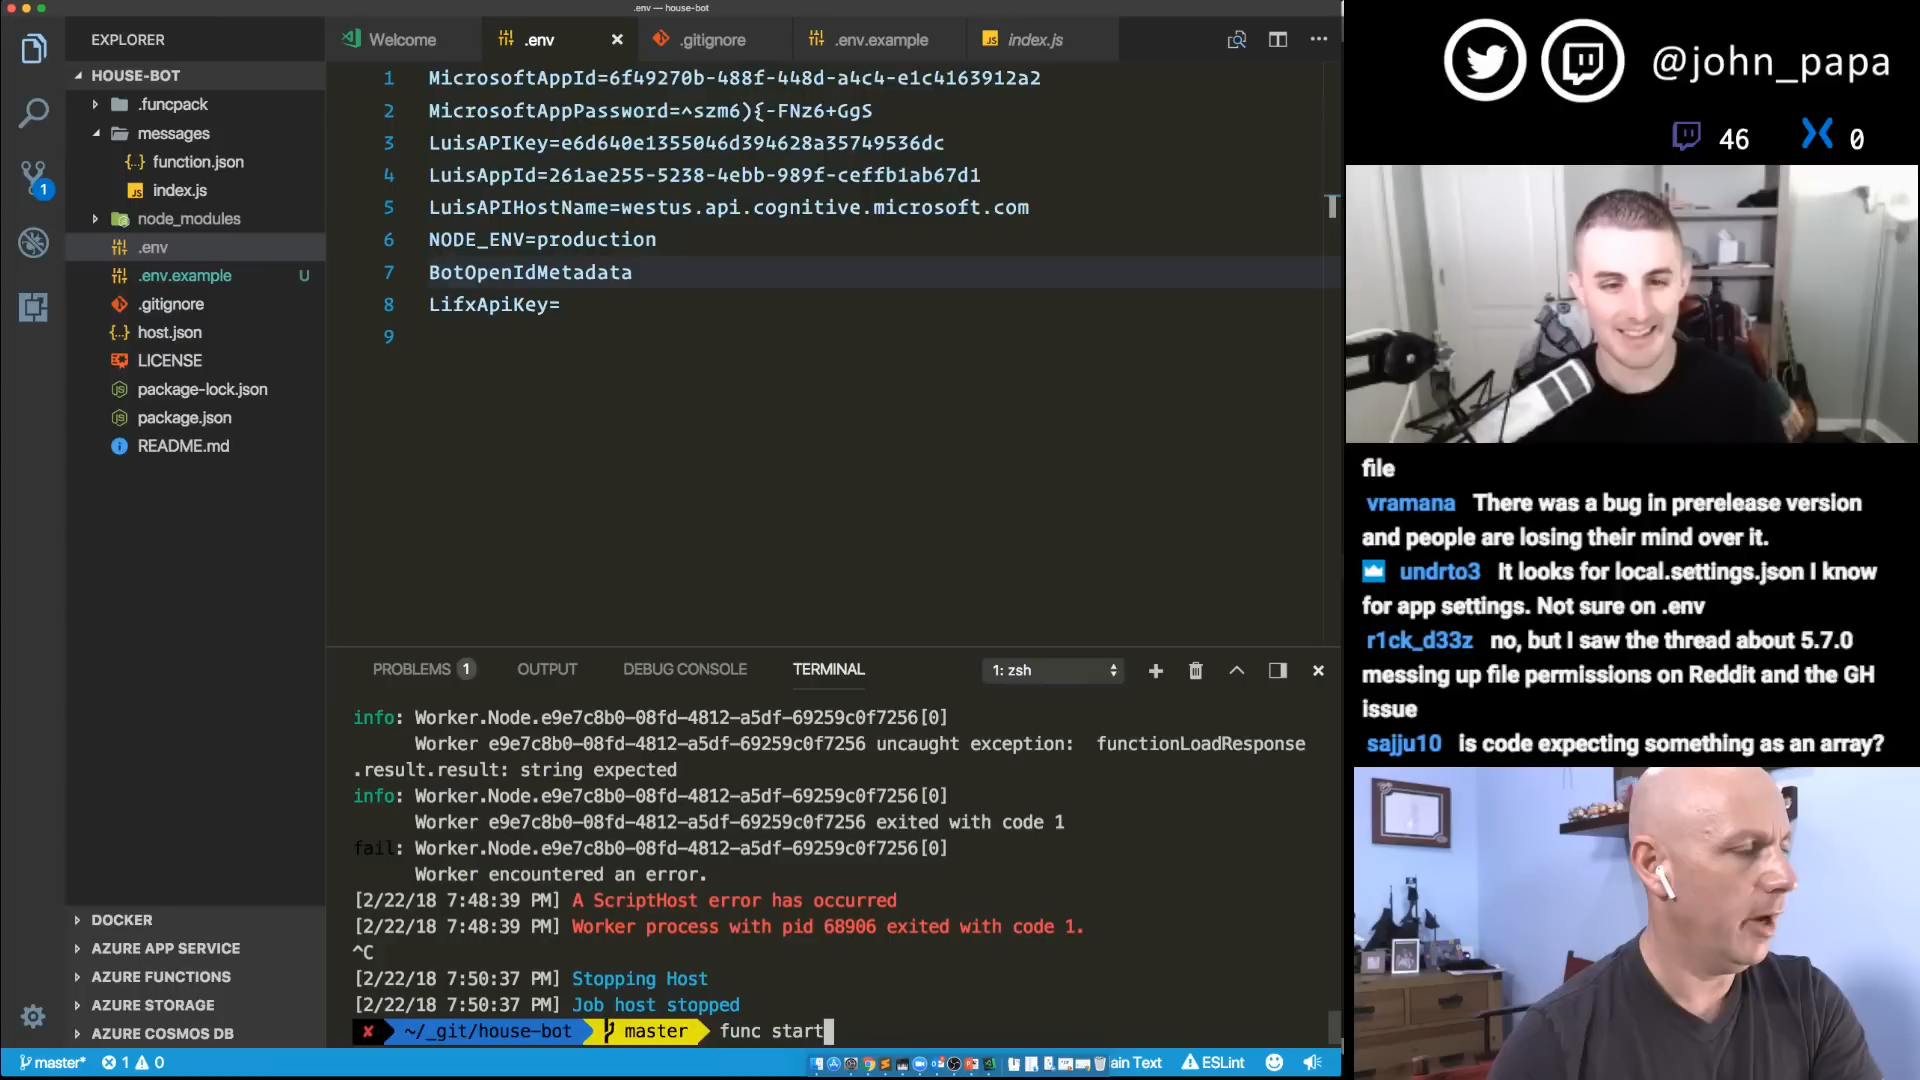 .env — house-bot
EXPLORER
HOUSE-BOT
.funcpack
messages
function.json
index.js
node_modules
.env
.env.example U
.gitignore
host.json
LICENSE
package-lock.json
package.json
README.md
DOCKER
AZURE APP SERVICE
AZURE FUNCTIONS
AZURE STORAGE
AZURE COSMOS DB
1
Welcome
.env
.gitignore
.env.example
index.js
1 MicrosoftAppId=6f49270b-488f-448d-a4c4-e1c4163912a2
2 MicrosoftAppPassword=^szm6){-FNz6+GgS
3 LuisAPIKey=e6d640e1355046d394628a35749536dc
4 LuisAppId=261ae255-5238-4ebb-989f-ceffb1ab67d1
5 LuisAPIHostName=westus.api.cognitive.microsoft.com
6 NODE_ENV=production
7 BotOpenIdMetadata
8 LifxApiKey=
9
PROBLEMS 1 OUTPUT DEBUG CONSOLE TERMINAL 1: zsh
info: Worker.Node.e9e7c8b0-08fd-4812-a5df-69259c0f7256[0]
Worker e9e7c8b0-08fd-4812-a5df-69259c0f7256 uncaught exception: functionLoadResponse
.result.result: string expected
info: Worker.Node.e9e7c8b0-08fd-4812-a5df-69259c0f7256[0]
Worker e9e7c8b0-08fd-4812-a5df-69259c0f7256 exited with code 1
fail: Worker.Node.e9e7c8b0-08fd-4812-a5df-69259c0f7256[0]
Worker encountered an error.
[2/22/18 7:48:39 PM] A ScriptHost error has occurred
[2/22/18 7:48:39 PM] Worker process with pid 68906 exited with code 1.
^C
[2/22/18 7:50:37 PM] Stopping Host
[2/22/18 7:50:37 PM] Job host stopped
✘ ~/_git/house-bot master func start
master* 1 0
ain Text ESLint
@john_papa
46 0
file
vramana There was a bug in prerelease version
and people are losing their mind over it.
undrto3 It looks for local.settings.json I know
for app settings. Not sure on .env
r1ck_d33z no, but I saw the thread about 5.7.0
messing up file permissions on Reddit and the GH
issue
sajju10 is code expecting something as an array?